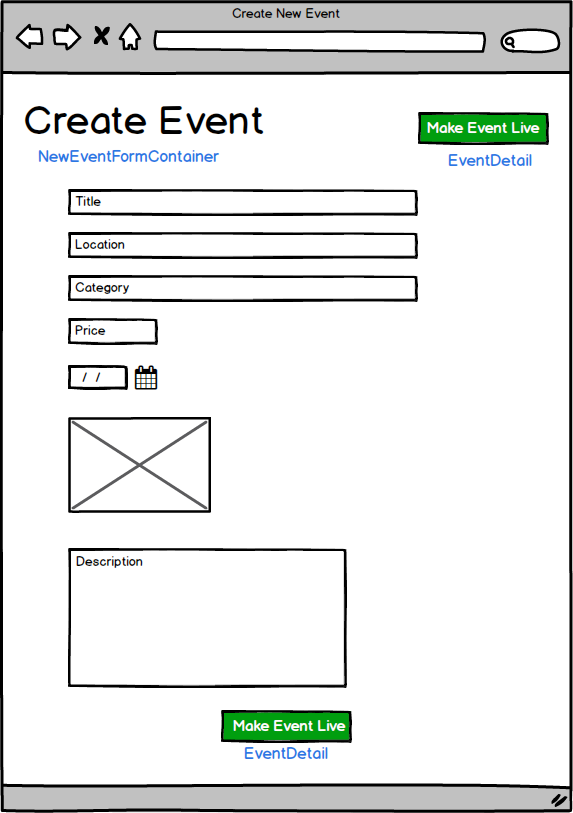 Create New Event
Create Event
Make Event Live
NewEventFormContainer
EventDetail
Title
Location
Category
Price
/ /
Description
Make Event Live
EventDetail